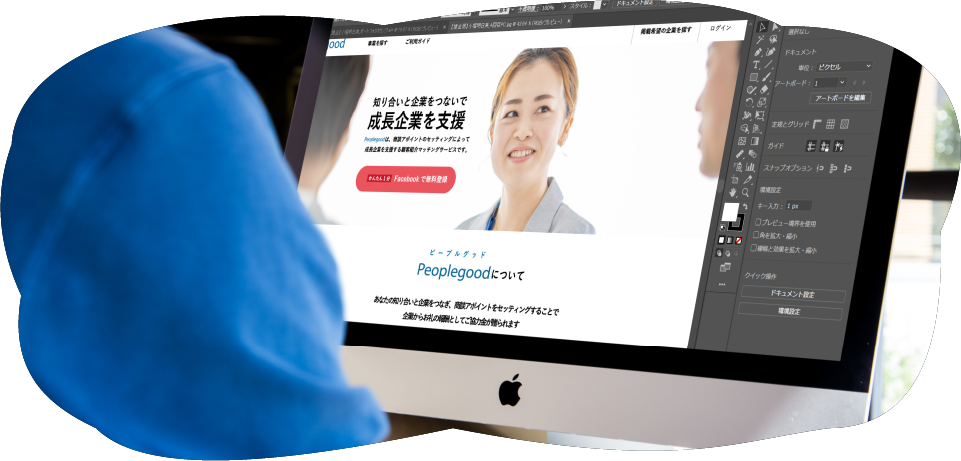 選択なし
ood
事業を探す
ご利用ガイド
掲載希望の企業を探す
ログイン
知り合いと企業をつないで
成長企業を支援
Peoplegoodは、商談アポイントのセッティングによって
成長企業を支援する顧客紹介マッチングサービスです。
かんたん1分 Facebook で無料登録
ピープルグッド
Peoplegoodについて
あなたの知り合いと企業をつなぎ、商談アポイントをセッティングすることで
企業からお礼の報酬としてご協力金が贈られます
ドキュメント
単位: ピクセル
アートボード: 1
アートボードを編集
定規とグリッド
ガイド
スナップオプション
環境設定
キー入力: 1 px
プレビュー境界を使用
角を拡大・縮小
線幅と効果を拡大・縮小
クイック操作
ドキュメント設定
環境設定